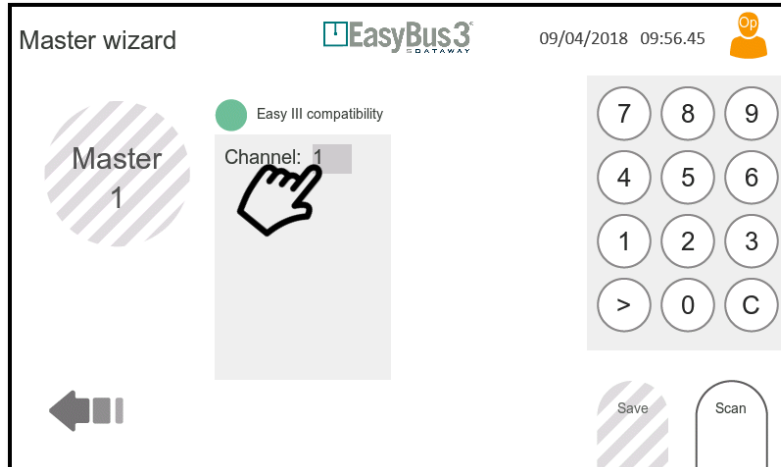 Master wizard
EasyBus3
DATAWAY
09/04/2018 09:56.45
Op
Easy III compatibility
Master
1
Channel: 1
7 8 9
4 5 6
1 2 3
> 0 C
Save
Scan